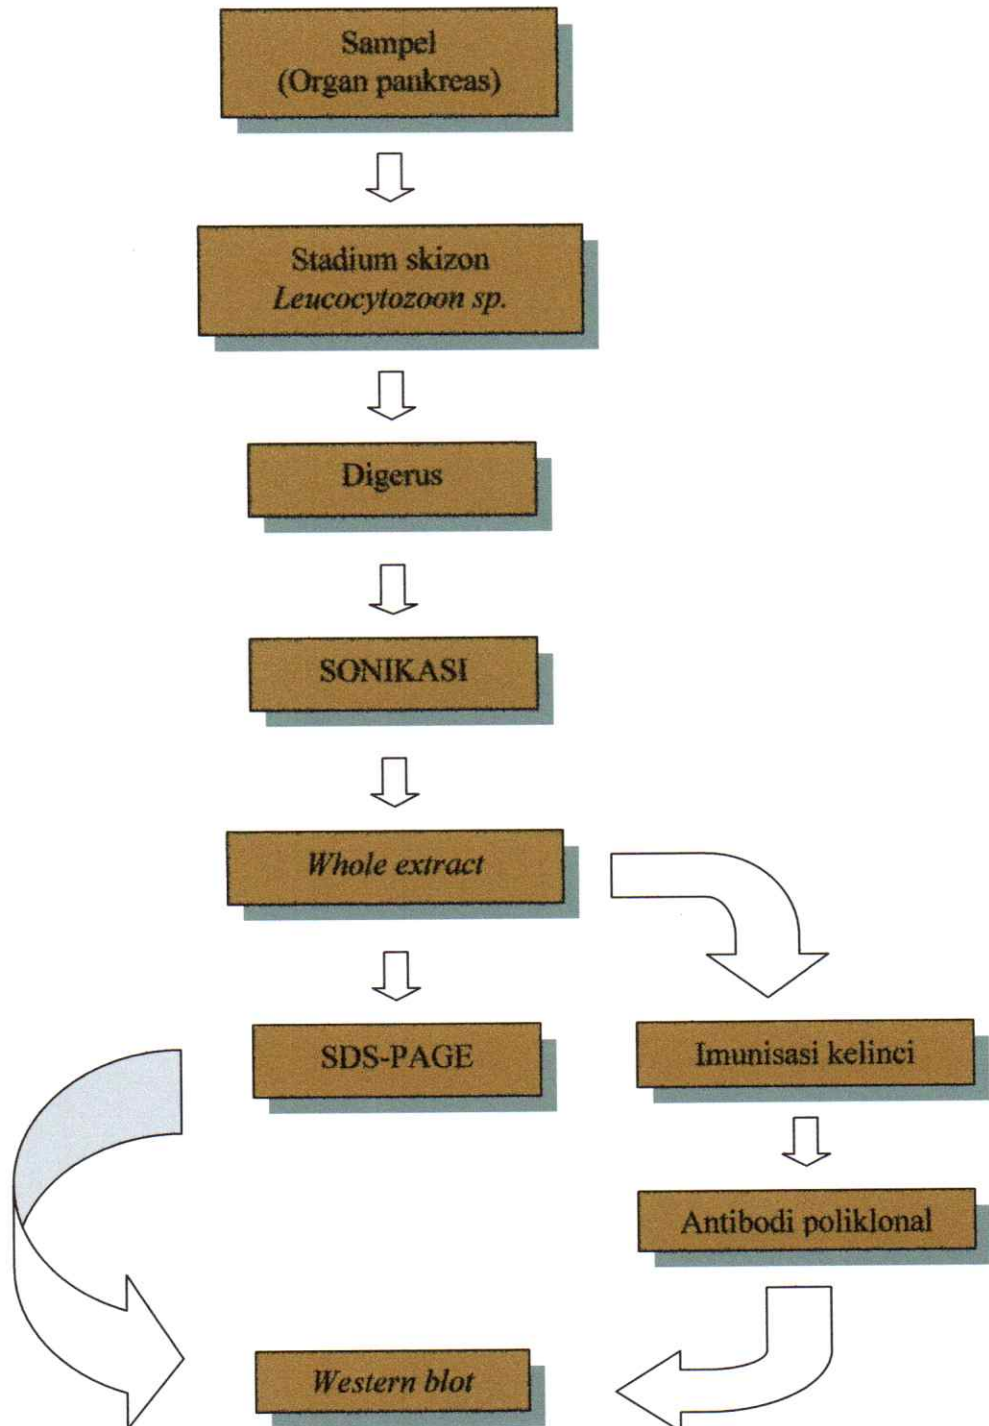 Sampel
(Organ pankreas)
Stadium skizon
Leucocytozoon sp.
Digerus
SONIKASI
Whole extract
SDS-PAGE
Imunisasi kelinci
Antibodi poliklonal
Western blot